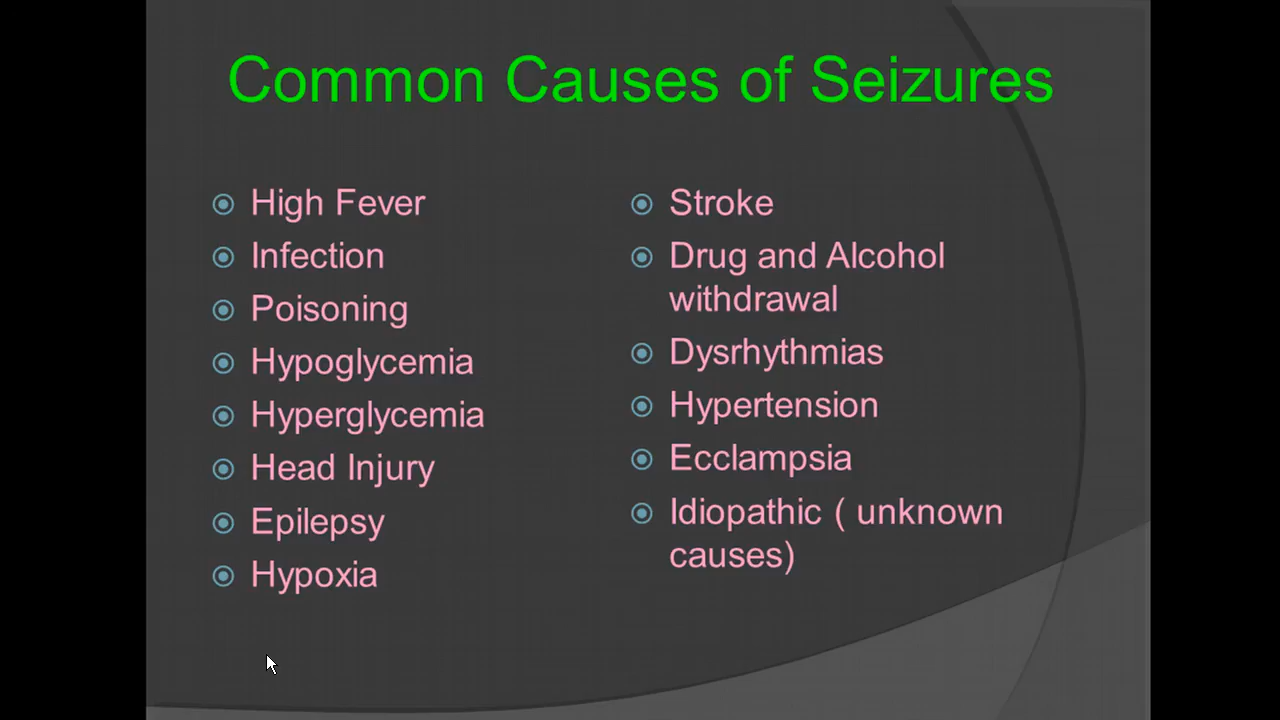 Common Causes of Seizures
High Fever
Infection
Poisoning
Hypoglycemia
Hyperglycemia
Head Injury
Epilepsy
Hypoxia
Stroke
Drug and Alcohol
withdrawal
Dysrhythmias
Hypertension
Ecclampsia
Idiopathic ( unknown
causes)